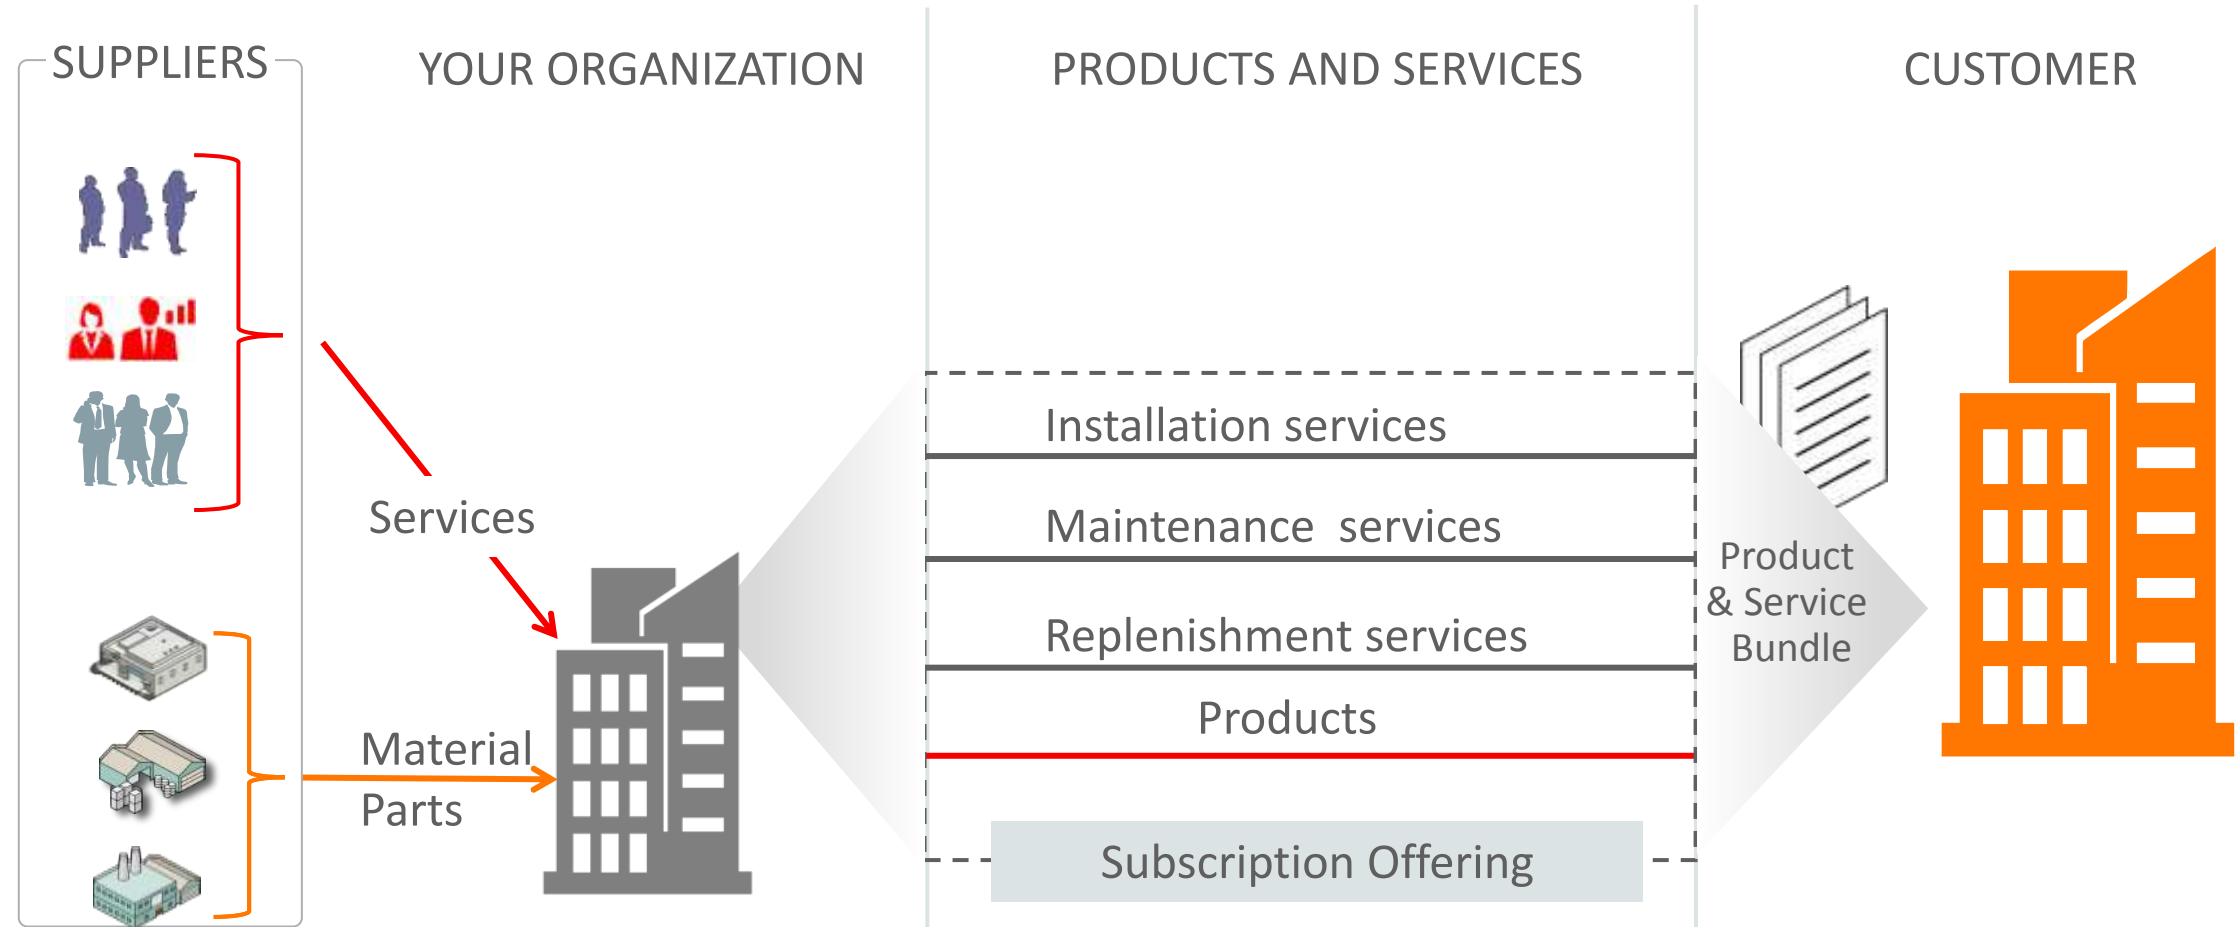 SUPPLIERS
YOUR ORGANIZATION
PRODUCTS AND SERVICES
CUSTOMER
Services
Material
Parts
Installation services
Maintenance  services
Replenishment services
Products
Subscription Offering
Product
& Service
Bundle